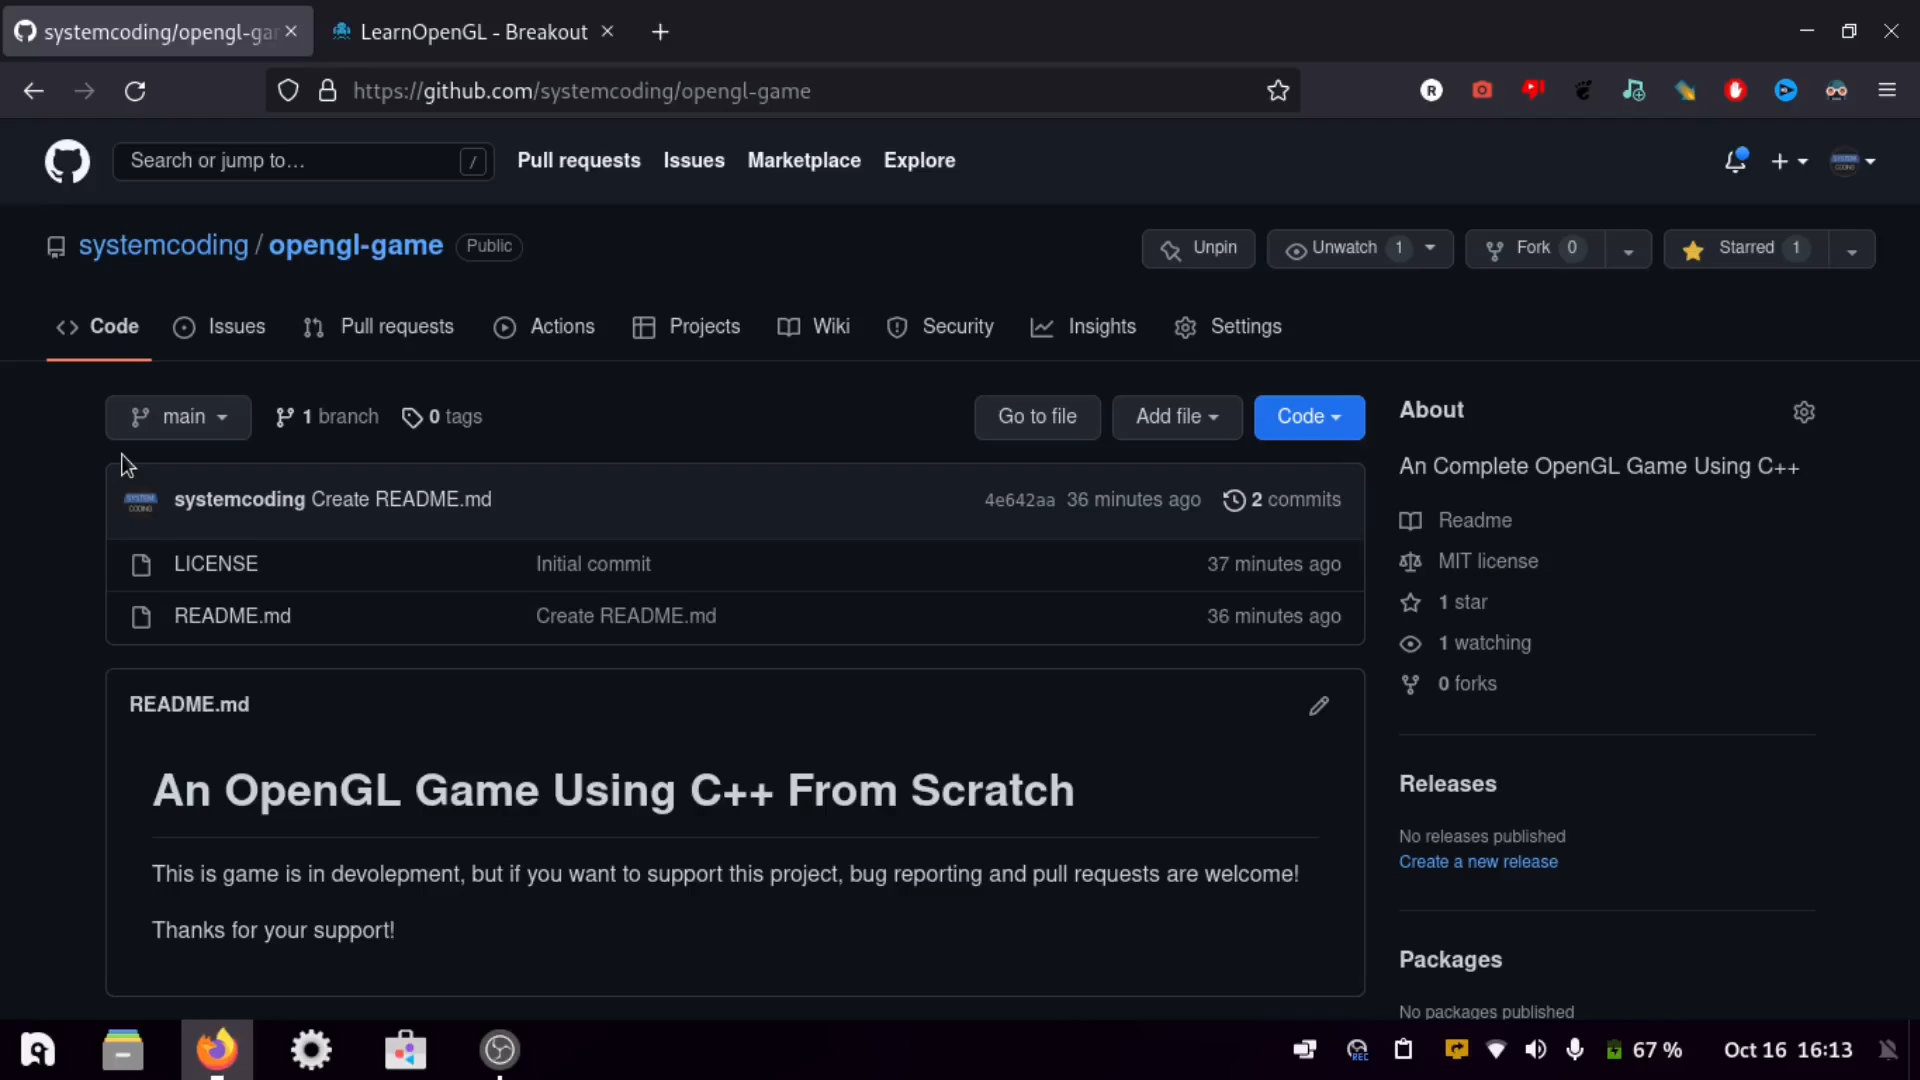 systemcoding/opengl-ga
LearnOpenGL - Breakout
https://github.com/systemcoding/opengl-game
Search or jump to… /
Pull requests
Issues
Marketplace
Explore
systemcoding / opengl-game Public
Unpin
Unwatch 1
Fork 0
Starred 1
Code
Issues
Pull requests
Actions
Projects
Wiki
Security
Insights
Settings
main
1 branch
0 tags
Go to file
Add file
Code
systemcoding Create README.md
4e642aa 36 minutes ago
2 commits
LICENSE Initial commit 37 minutes ago
README.md Create README.md 36 minutes ago
README.md
An OpenGL Game Using C++ From Scratch
This is game is in devolepment, but if you want to support this project, bug reporting and pull requests are welcome!
Thanks for your support!
About
An Complete OpenGL Game Using C++
Readme
MIT license
1 star
1 watching
0 forks
Releases
No releases published
Create a new release
Packages
No packages published
REC
67 %
Oct 16 16:13